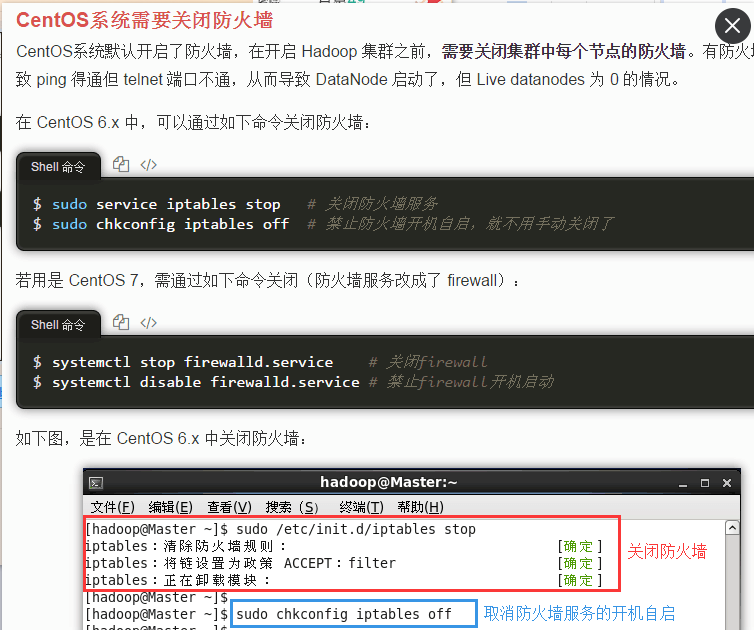 CentOS系统需要关闭防火墙
CentOS系统默认开启了防火墙，在开启 Hadoop 集群之前，需要关闭集群中每个节点的防火墙。有防火
致 ping 得通但 telnet 端口不通，从而导致 DataNode 启动了，但 Live datanodes 为 0 的情况。
在 CentOS 6.x 中，可以通过如下命令关闭防火墙：
Shell 命令
$ sudo service iptables stop # 关闭防火墙服务
$ sudo chkconfig iptables off # 禁止防火墙开机自启，就不用手动关闭了
若用是 CentOS 7，需通过如下命令关闭（防火墙服务改成了 firewall）：
Shell 命令
$ systemctl stop firewalld.service # 关闭firewall
$ systemctl disable firewalld.service # 禁止firewall开机启动
如下图，是在 CentOS 6.x 中关闭防火墙：
hadoop@Master:~
文件(F) 编辑(E) 查看(V) 搜索 (S) 终端(T) 帮助(H)
[hadoop@Master ~]$ sudo /etc/init.d/iptables stop
iptables：清除防火墙规则： [确定]
iptables：将链设置为政策 ACCEPT：filter [确定]
iptables：正在卸载模块： [确定]
关闭防火墙
[hadoop@Master ~]$
[hadoop@Master ~]$ sudo chkconfig iptables off 取消防火墙服务的开机自启